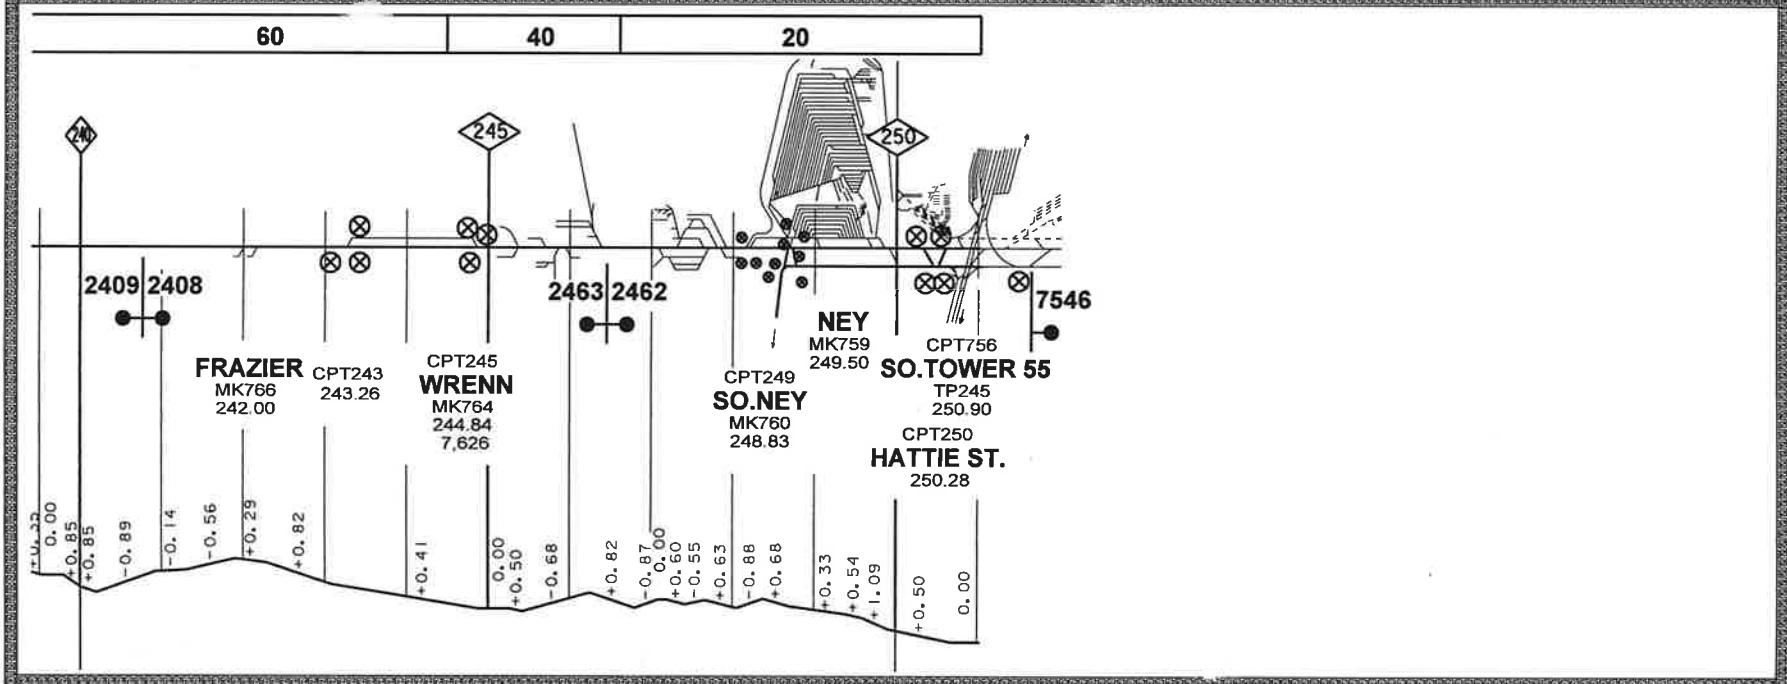 60 40 20
240 245 250
2409 2408
2463 2462
7546
FRAZIER
MK766
242.00
CPT243
243.26
CPT245
WRENN
MK764
244.84
7,626
CPT249
SO.NEY
MK760
248.83
NEY
MK759
249.50
CPT756
SO.TOWER 55
TP245
250.90
CPT250
HATTIE ST.
250.28
0.00
+0.85
+0.85
-0.89
-0.14
-0.56
+0.29
+0.82
+0.41
0.00
+0.50
-0.68
+0.82
-0.87
0.00
+0.60
-0.55
+0.63
-0.88
+0.68
+0.33
+0.54
+1.09
+0.50
0.00